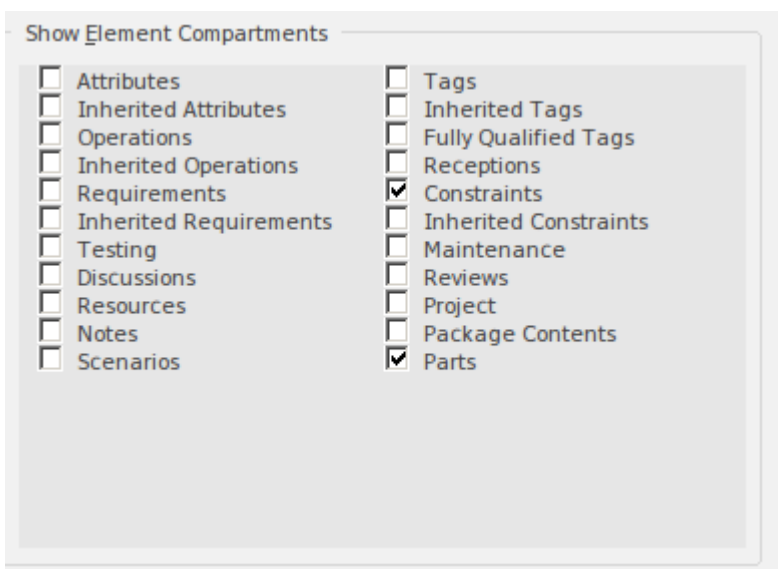 Show Element Compartments
Attributes
Inherited Attributes
Operations
Inherited Operations
Requirements
Inherited Requirements
Testing
Discussions
Resources
Notes
Scenarios
Tags
Inherited Tags
Fully Qualified Tags
Receptions
Constraints
Inherited Constraints
Maintenance
Reviews
Project
Package Contents
Parts